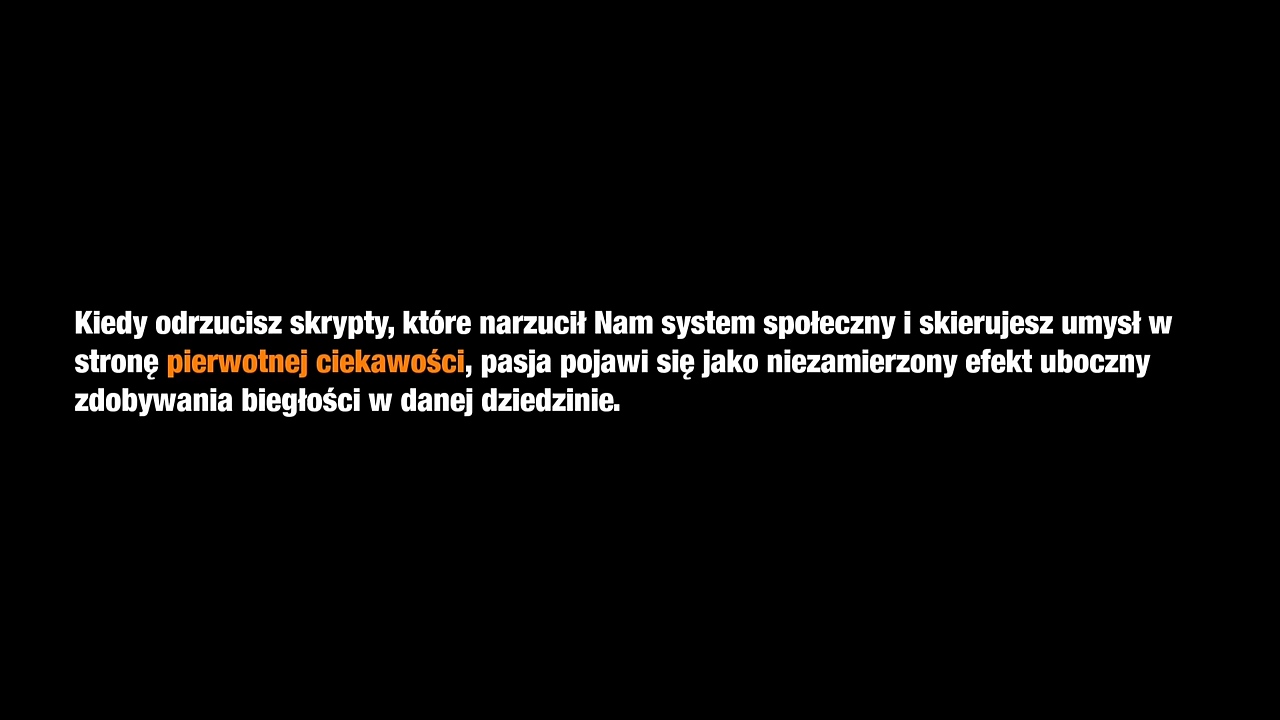 Kiedy odrzucisz skrypty, które narzucił Nam system społeczny i skierujesz umysł w
stronę pierwotnej ciekawości, pasja pojawi się jako niezamierzony efekt uboczny
zdobywania biegłości w danej dziedzinie.